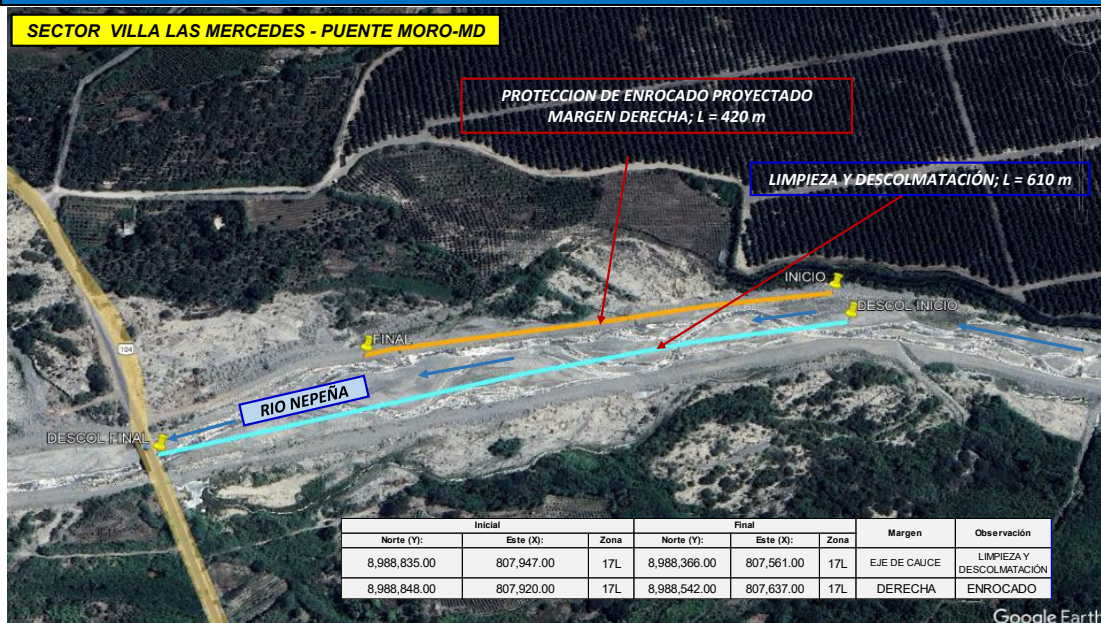 SECTOR VILLA LAS MERCEDES - PUENTE MORO-MD
PROTECCION DE ENROCADO PROYECTADO
MARGEN DERECHA; L = 420 m
LIMPIEZA Y DESCOLMATACIÓN; L = 610 m
INICIO
DESCOL INICIO
FINAL
104
RIO NEPEÑA
DESCOL FINAL
Inicial Final Margen Observación
Norte (Y): Este (X): Zona Norte (Y): Este (X): Zona
8,988,835.00 807,947.00 17L 8,988,366.00 807,561.00 17L EJE DE CAUCE LIMPIEZA Y
DESCOLMATACIÓN
8,988,848.00 807,920.00 17L 8,988,542.00 807,637.00 17L DERECHA ENROCADO
Google Earth